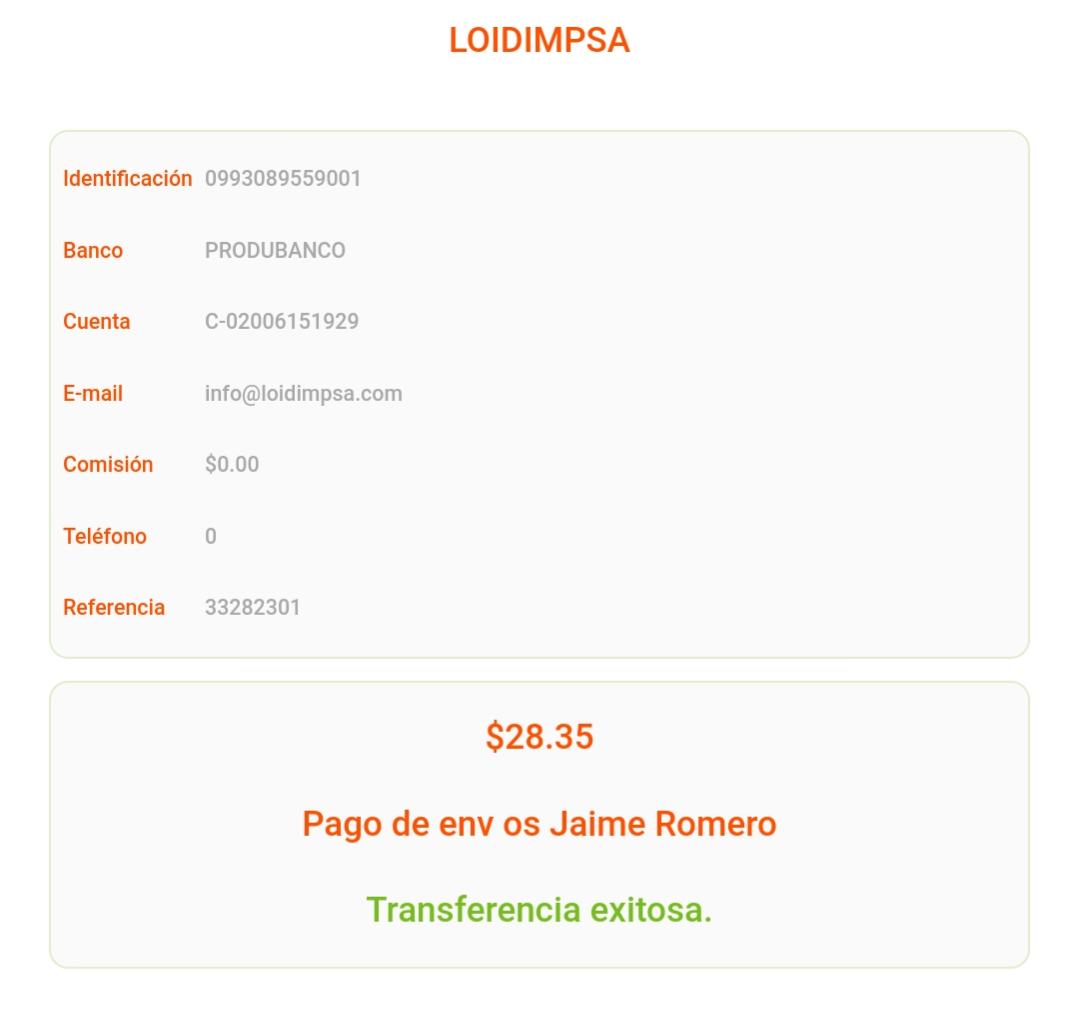 LOIDIMPSA
Identificación 0993089559001
Banco PRODUBANCO
Cuenta C-02006151929
E-mail info@loidimpsa.com
Comisión $0.00
Teléfono 0
Referencia 33282301
$28.35
Pago de env os Jaime Romero
Transferencia exitosa.